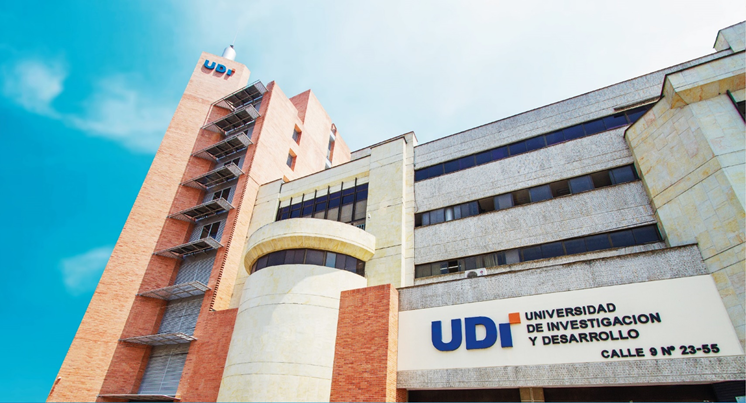 UDI
UDI
UNIVERSIDAD
DE INVESTIGACION
Y DESARROLLO
CALLE 9 Nº 23-55